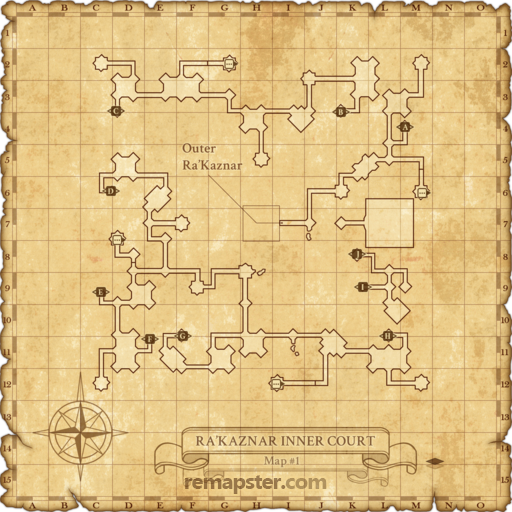 A B C D E F G H I J K L M N O
1
2
3
4
5
6
7
8
9
10
11
12
13
14
15
C
B
A
Outer
Ra'Kaznar
D
J
E
I
F
G
H
RA'KAZNAR INNER COURT
Map #1
remapster.com
A B C D E F G H I J K L M N O